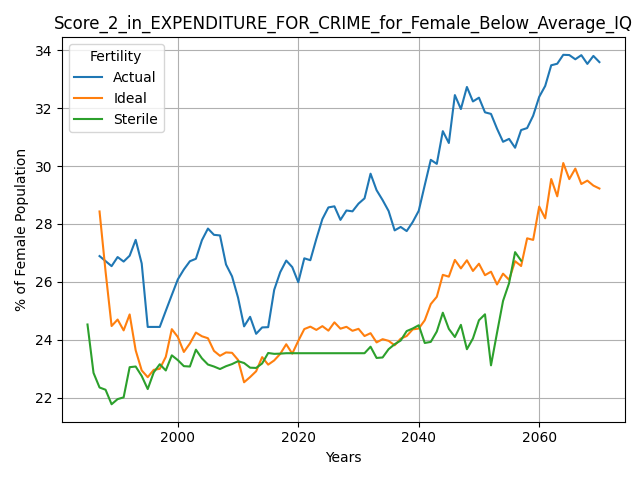 Score_2_in_EXPENDITURE_FOR_CRIME_for_Female_Below_Average_IQ
Fertility
Actual
Ideal
Sterile
% of Female Population
34
32
30
28
26
24
22
2000
2020
2040
2060
Years